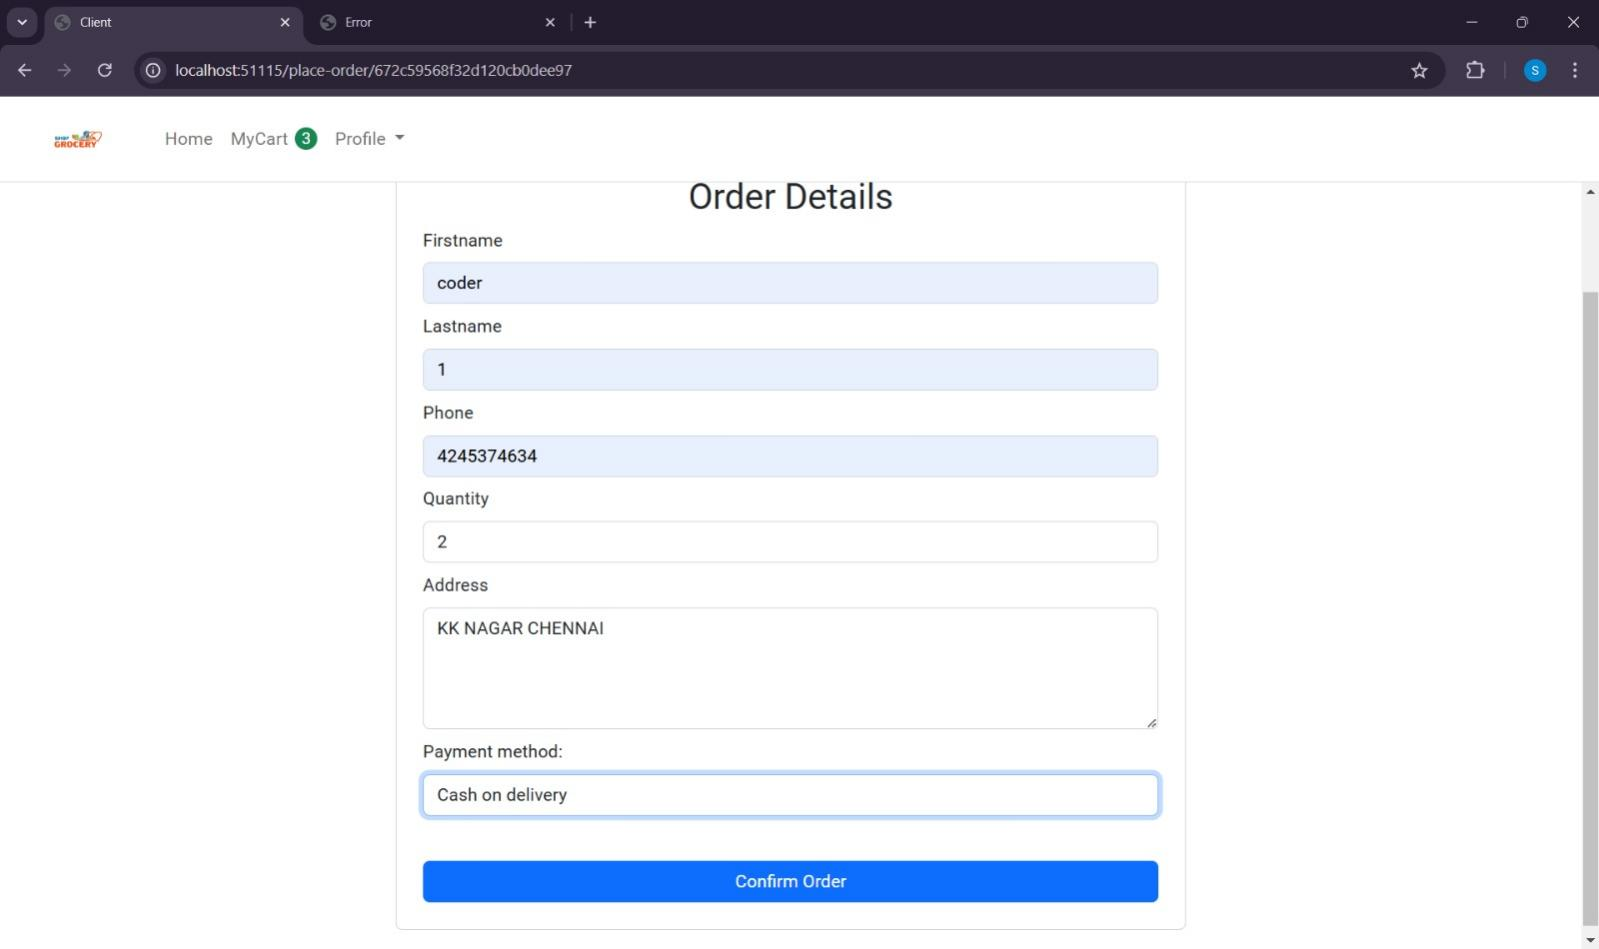 Client
Error
localhost:51115/place-order/672c59568f32d120cb0dee97
S
SHOP
GROCERY
Home MyCart 3 Profile
Order Details
Firstname
coder
Lastname
1
Phone
4245374634
Quantity
2
Address
KK NAGAR CHENNAI
Payment method:
Cash on delivery
Confirm Order